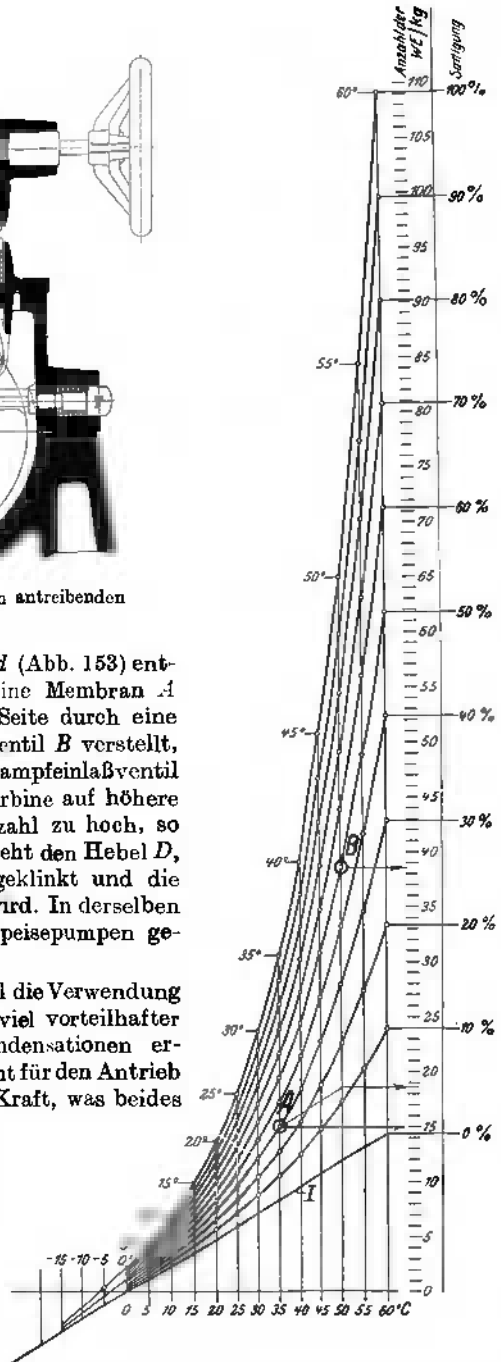 n antreibenden
d (Abb. 153) ent-
ine Membran A
Seite durch eine
entil B verstellt,
ampfeinlaßventil
rbine auf höhere
zahl zu hoch, so
eht den Hebel D,
geklinkt und die
vird. In derselben
peisepumpen ge-
l die Verwendung
viel vorteilhafter
ndensationen er-
nt für den Antrieb
Kraft, was beides
Anzahl der
WE/kg
Sättigung
110
105
100
95
90
85
80
75
70
65
60
55
50
45
40
35
30
25
20
15
10
5
0
100%
90%
80%
70%
60%
50%
40%
30%
20%
10%
0%
60°
55°
50°
45°
40°
35°
30°
25°
20°
15°
B
A
I
-15 -10 -5 0°
0 5 10 15 20 25 30 35 40 45 50 55 60°C